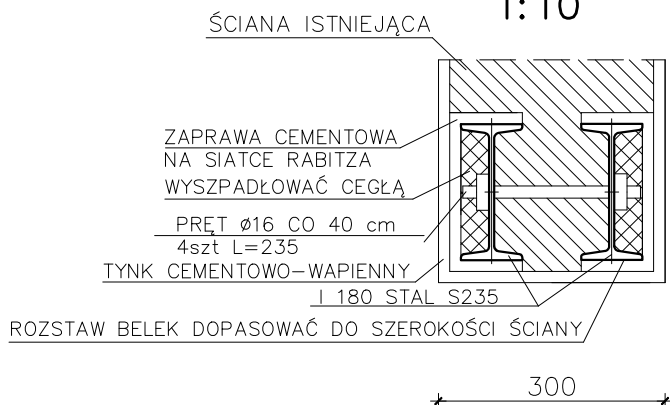 1:10
ŚCIANA ISTNIEJĄCA
ZAPRAWA CEMENTOWA
NA SIATCE RABITZA
WYSZPADŁOWAĆ CEGŁĄ
PRĘT ø16 CO 40 cm
4szt L=235
TYNK CEMENTOWO-WAPIENNY
I 180 STAL S235
ROZSTAW BELEK DOPASOWAĆ DO SZEROKOŚCI ŚCIANY
300